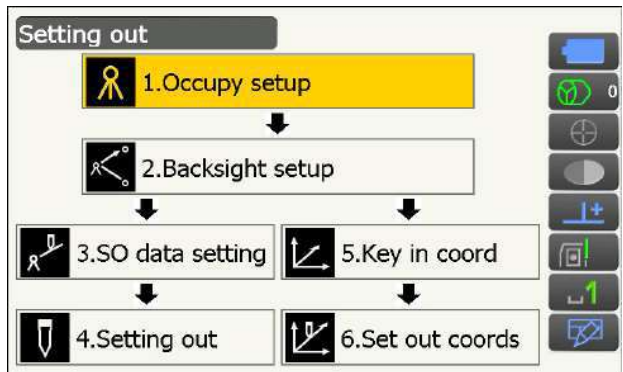 Setting out
1.Occupy setup
2.Backsight setup
3.SO data setting
5.Key in coord
4.Setting out
6.Set out coords
0
1